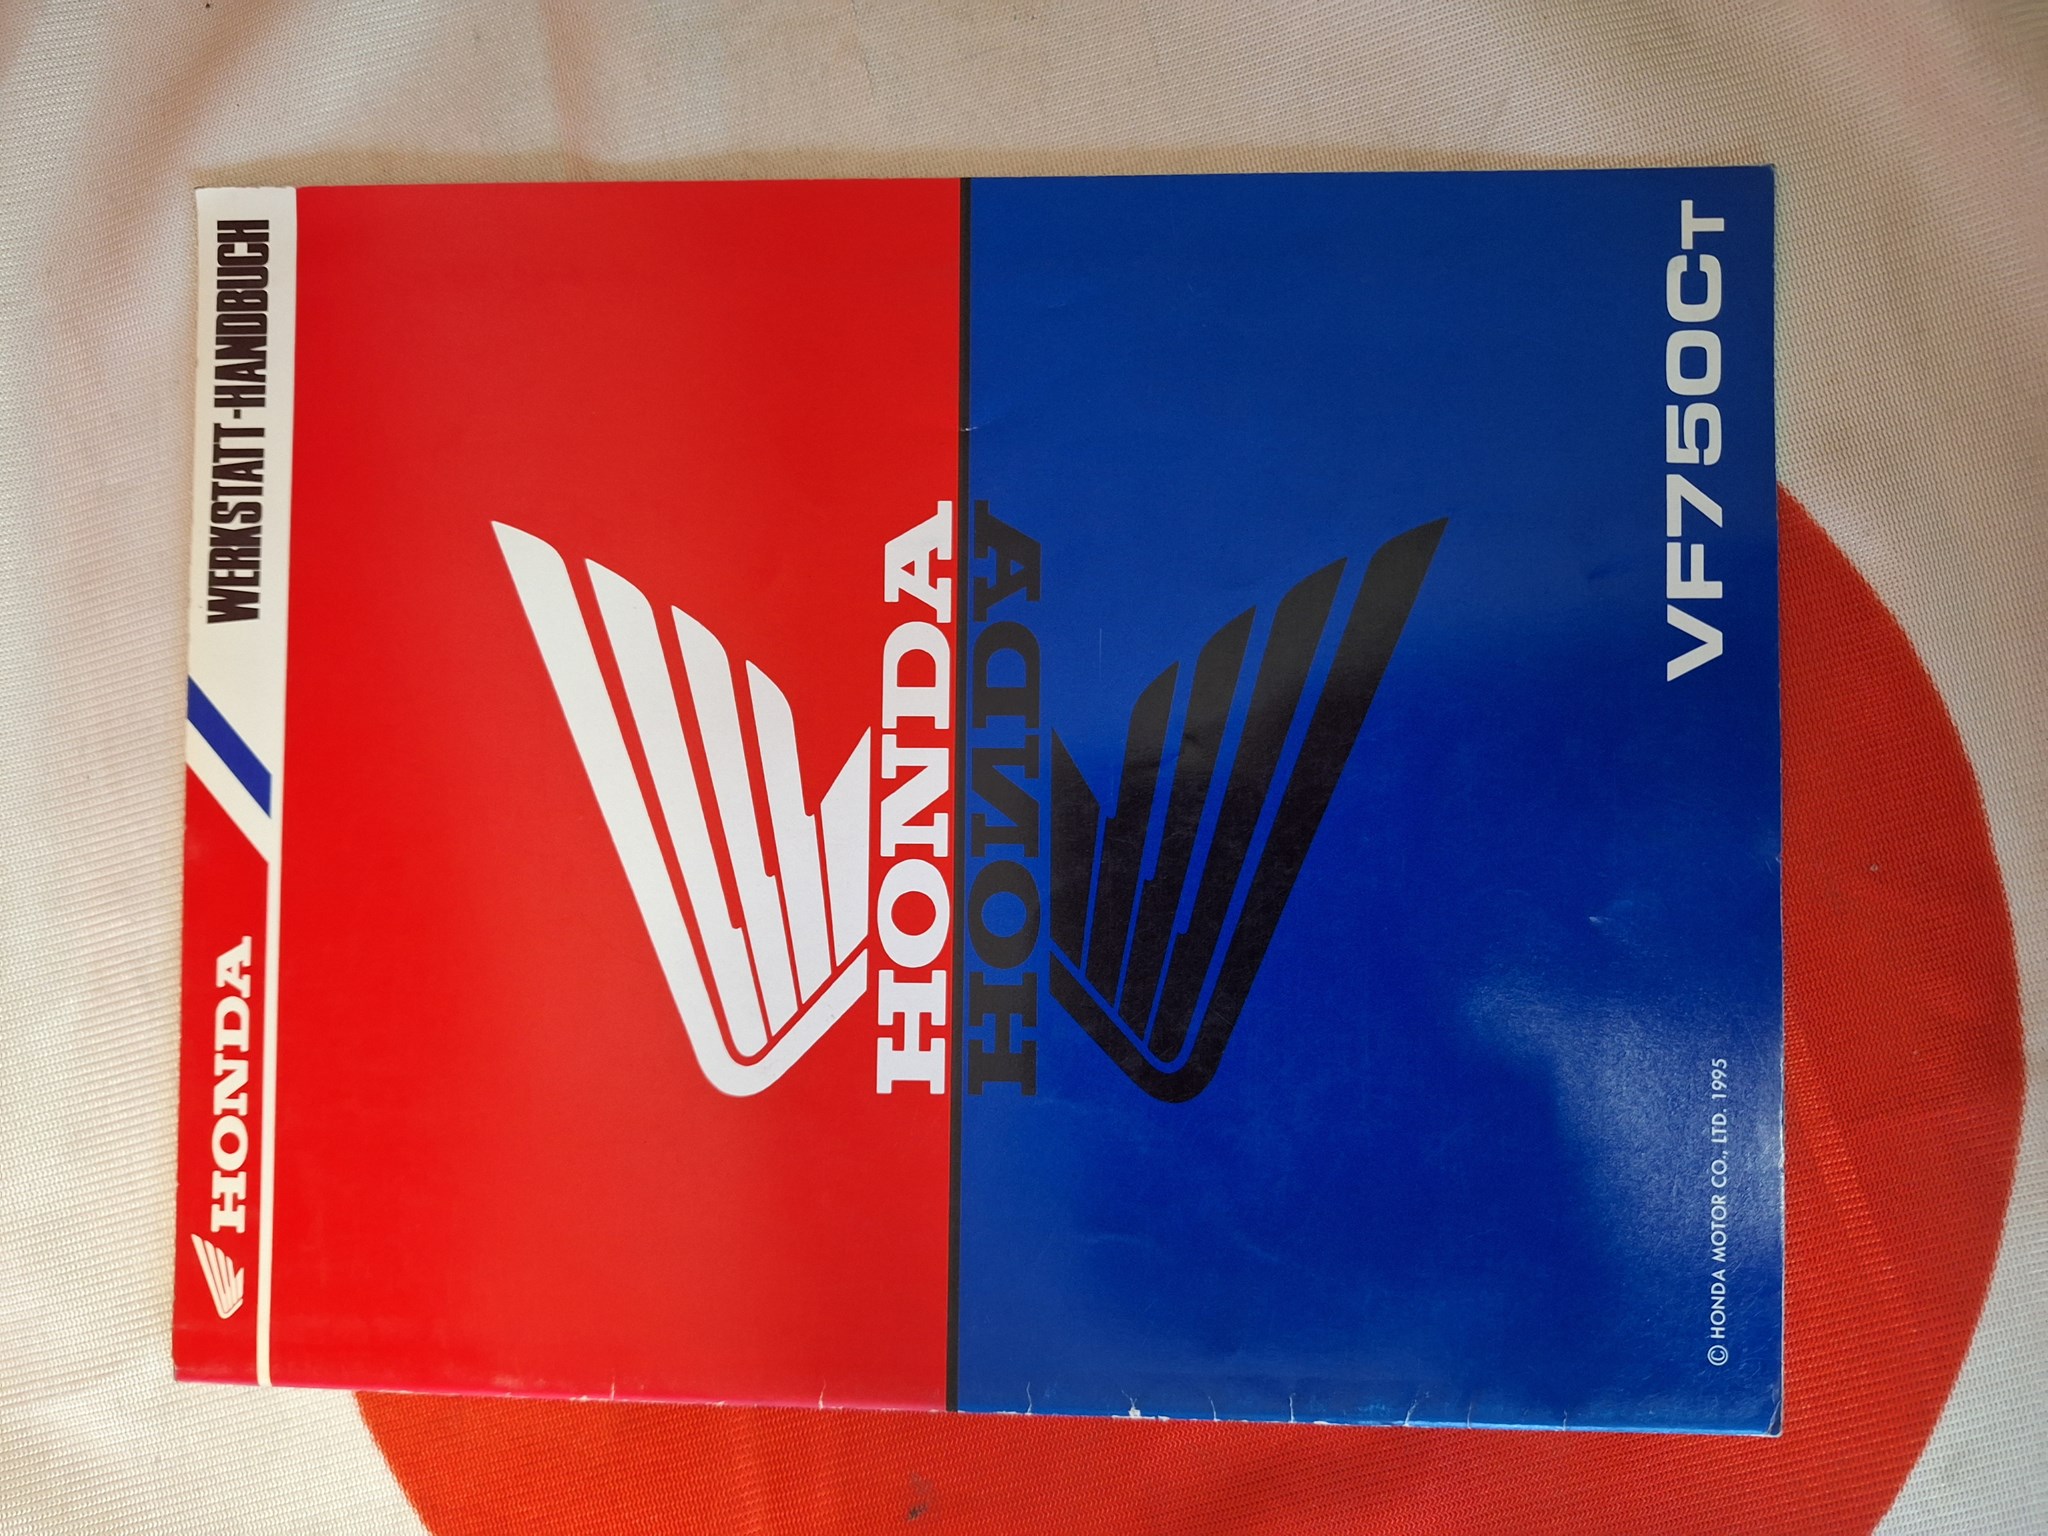 HONDA
WERKSTATT-HANDBUCH
HONDA
HONDA
VF750CT
© HONDA MOTOR CO., LTD. 1995